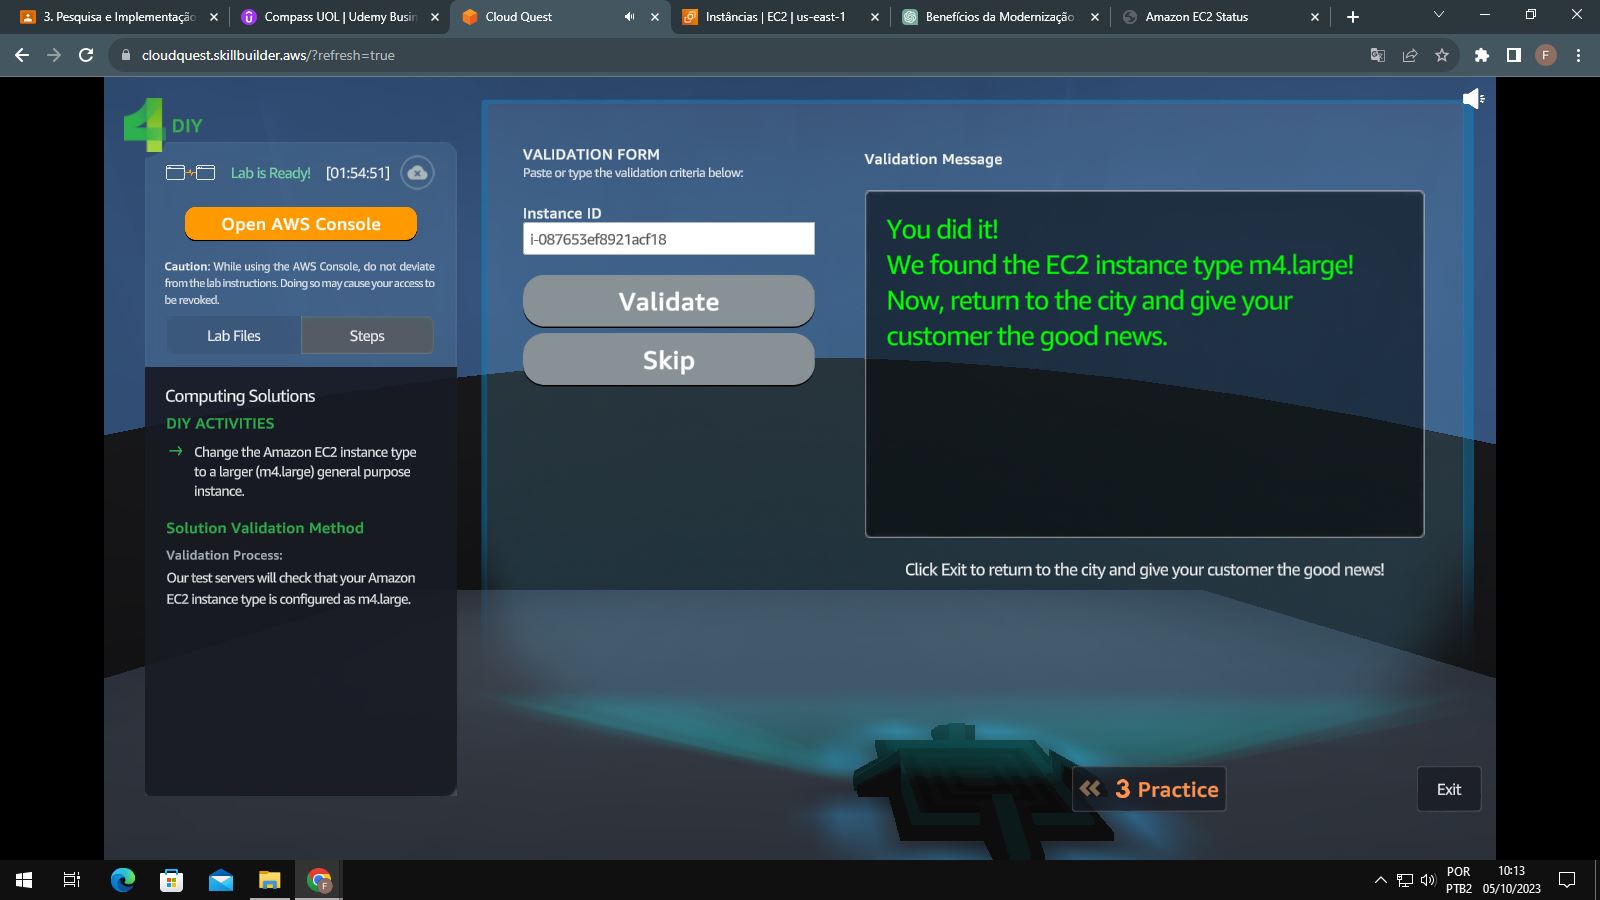 3. Pesquisa e Implementação
Compass UOL | Udemy Busin
Cloud Quest
Instâncias | EC2 | us-east-1
Benefícios da Modernização
Amazon EC2 Status
cloudquest.skillbuilder.aws/?refresh=true
F
4 DIY
Lab is Ready! [01:54:51]
Open AWS Console
Caution: While using the AWS Console, do not deviate
from the lab instructions. Doing so may cause your access to
be revoked.
Lab Files
Steps
Computing Solutions
DIY ACTIVITIES
→ Change the Amazon EC2 instance type
to a larger (m4.large) general purpose
instance.
Solution Validation Method
Validation Process:
Our test servers will check that your Amazon
EC2 instance type is configured as m4.large.
VALIDATION FORM
Paste or type the validation criteria below:
Instance ID
i-087653ef8921acf18
Validate
Skip
Validation Message
You did it!
We found the EC2 instance type m4.large!
Now, return to the city and give your
customer the good news.
Click Exit to return to the city and give your customer the good news!
3 Practice
Exit
F
POR
PTB2
10:13
05/10/2023